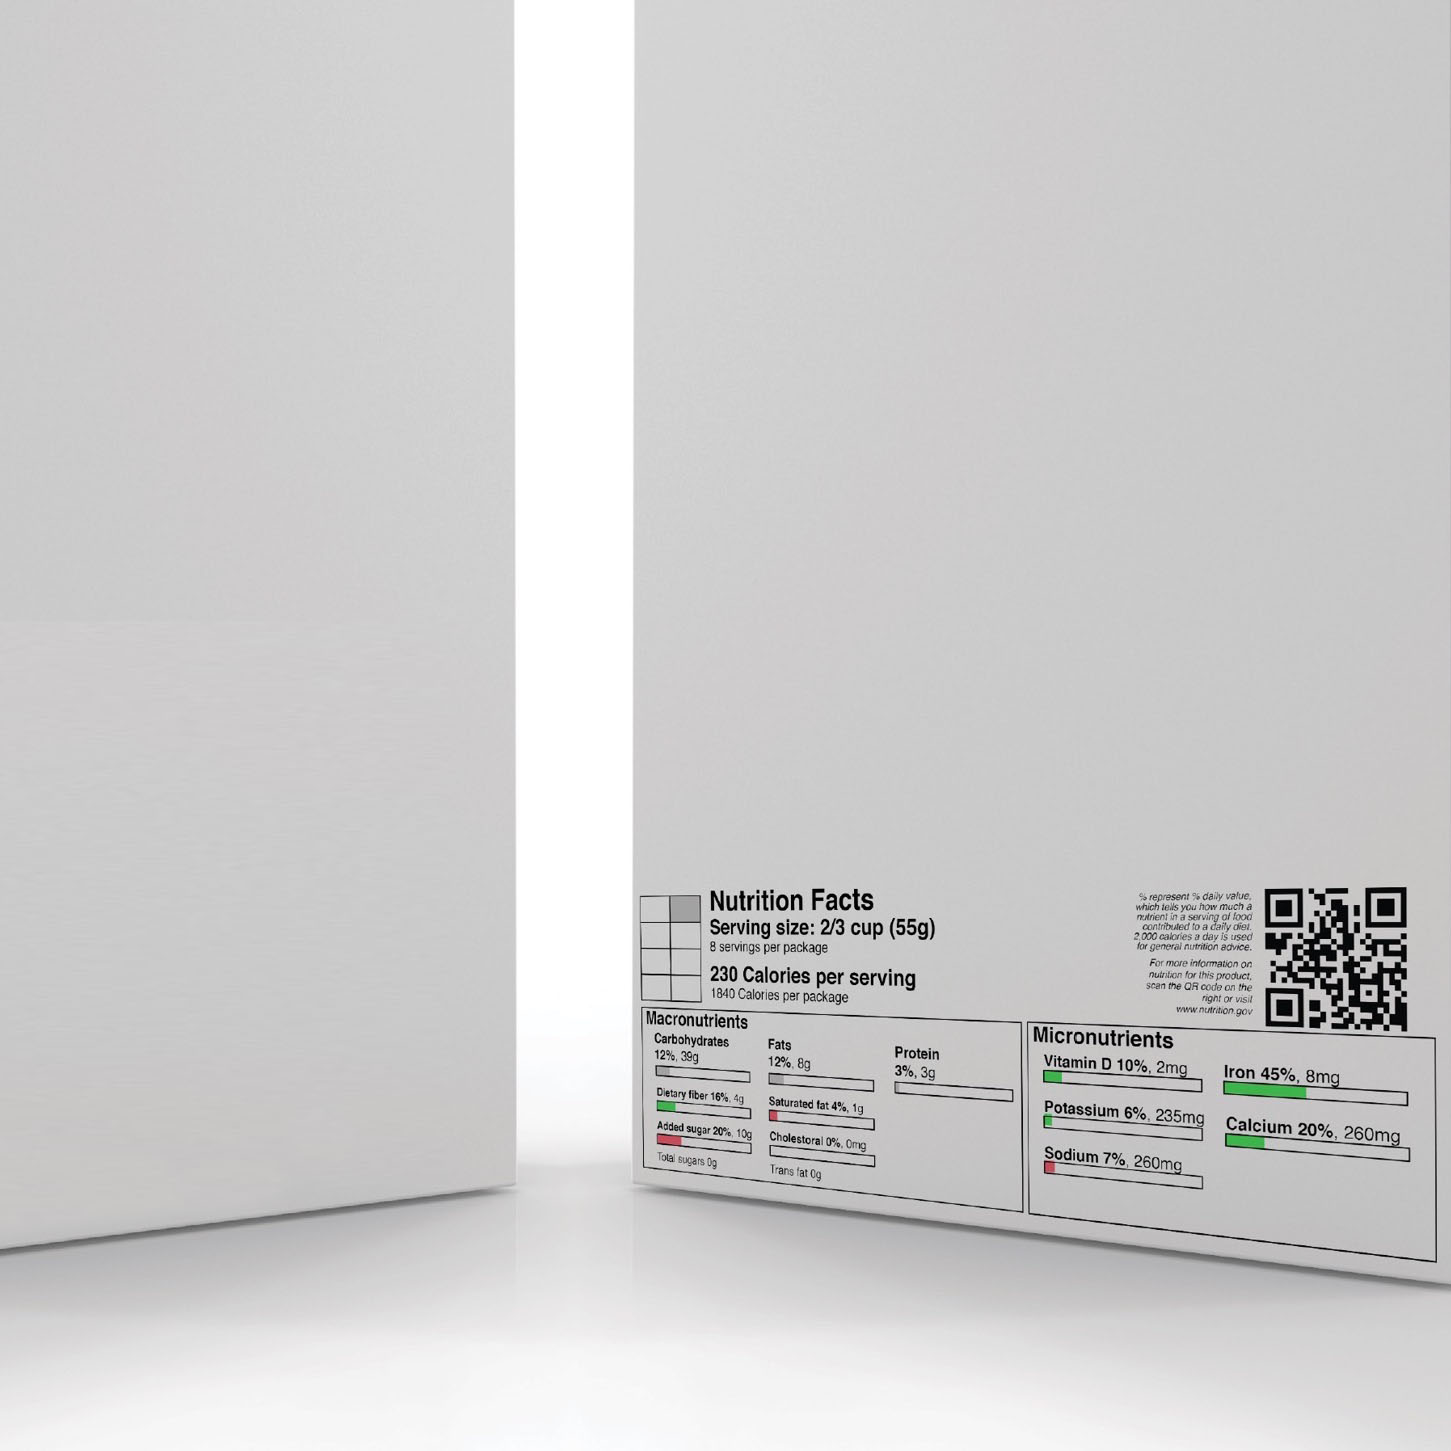 Nutrition Facts
Serving size: 2/3 cup (55g)
8 servings per package
230 Calories per serving
1840 Calories per package
% represent % daily value,
which tells you how much a
nutrient in a serving of food
contributed to a daily diet.
2,000 calories a day is used
for general nutrition advice.
For more information on
nutrition for this product,
scan the QR code on the
right or visit
www.nutrition.gov
Macronutrients
Carbohydrates
12%, 39g
Dietary fiber 16%, 4g
Added sugar 20%, 10g
Total sugars 0g
Fats
12%, 8g
Saturated fat 4%, 1g
Cholestoral 0%, 0mg
Trans fat 0g
Protein
3%, 3g
Micronutrients
Vitamin D 10%, 2mg
Potassium 6%, 235mg
Sodium 7%, 260mg
Iron 45%, 8mg
Calcium 20%, 260mg